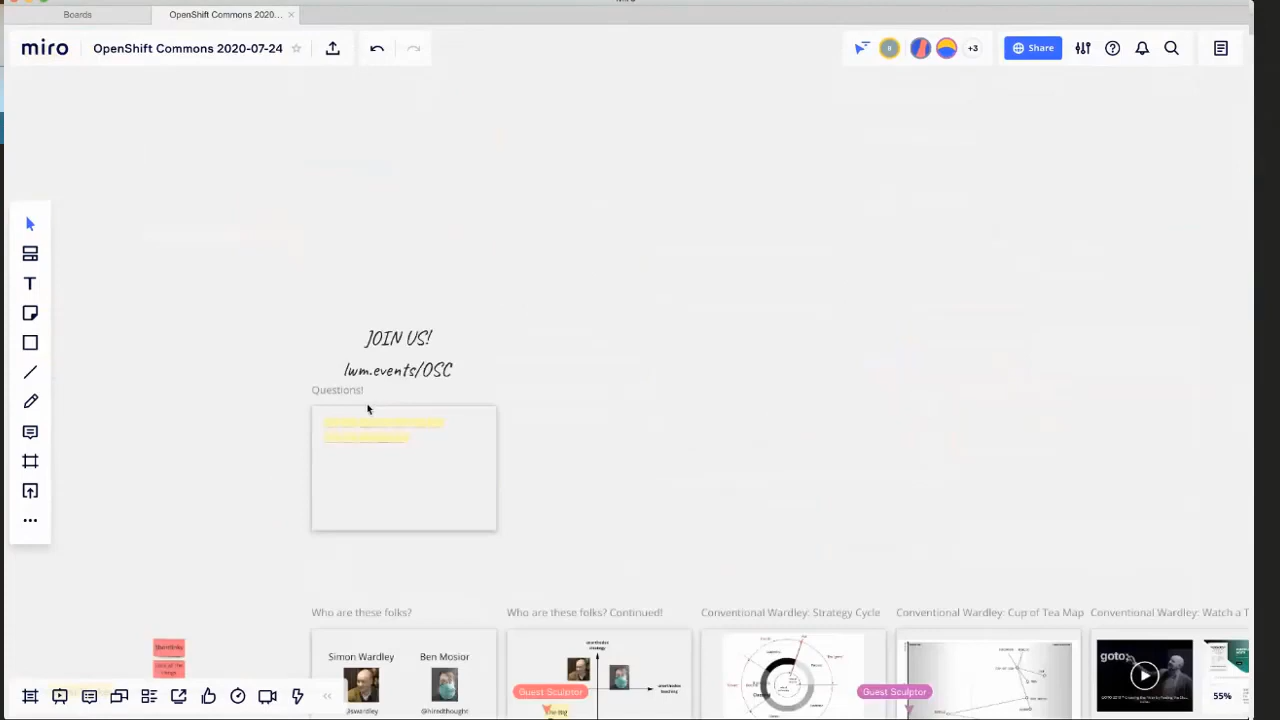 Boards
OpenShift Commons 2020...
miro
OpenShift Commons 2020-07-24
+3
Share
JOIN US!
lwm.events/OSC
Questions!
Who are these folks?
Who are these folks? Continued!
Conventional Wardley: Strategy Cycle
Conventional Wardley: Cup of Tea Map
Conventional Wardley: Watch a T
Simon Wardley
Ben Mosior
@hiredthought
goto;
Guest Sculptor
Guest Sculptor
55%